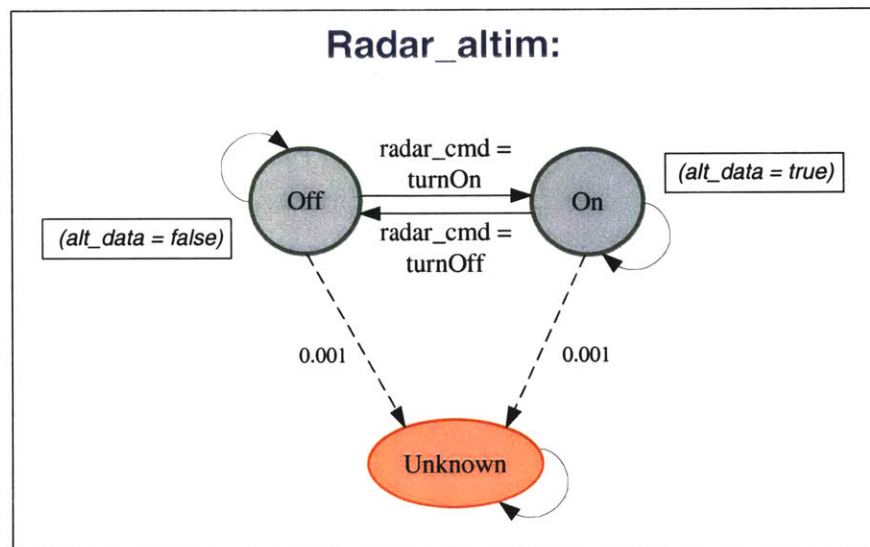 Radar_altim:
radar_cmd =
turnOn
Off
On
(alt_data = true)
(alt_data = false)
radar_cmd =
turnOff
0.001
0.001
Unknown